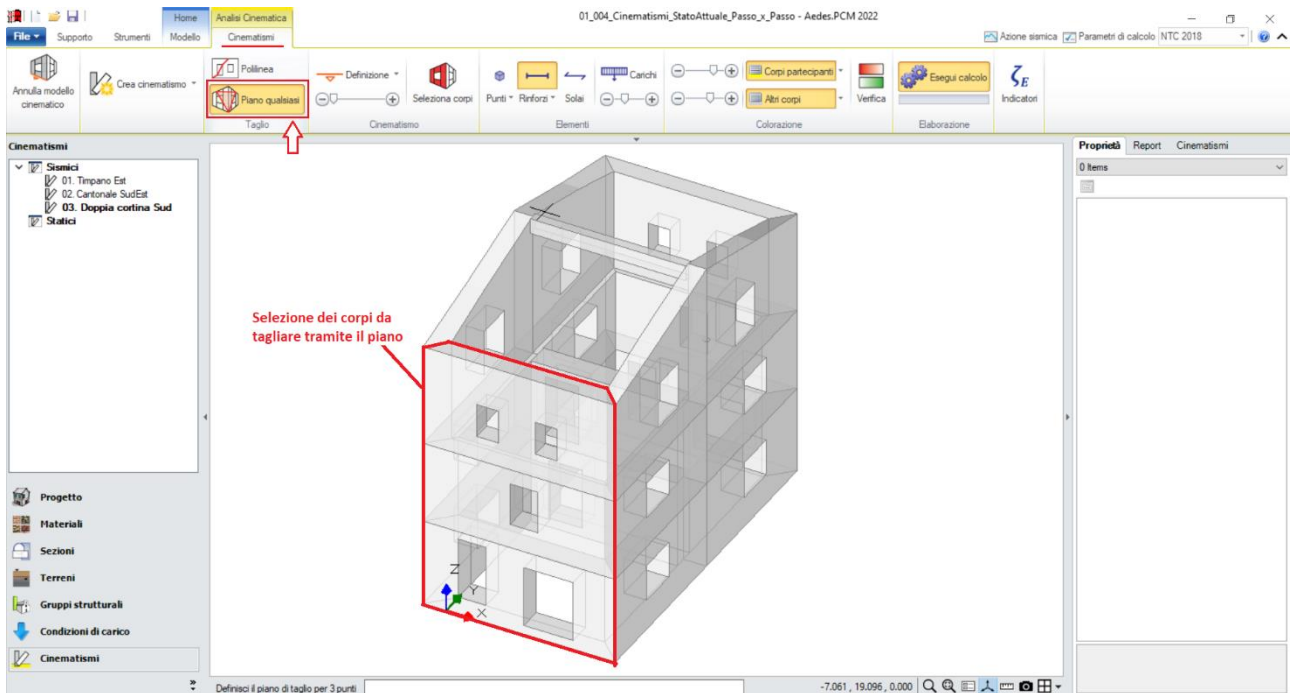 Home
Analisi Cinematica
01_004_Cinematismi_StatoAttuale_Passo_x_Passo - Aedes.PCM 2022
File
Supporto
Strumenti
Modello
Cinematismi
Azione sismica
Parametri di calcolo
NTC 2018
Annulla modello
cinematico
Crea cinematismo
Polilinea
Piano qualsiasi
Taglio
Definizione
Seleziona corpi
Cinematismo
Punti
Rinforzi
Solai
Carichi
Elementi
Corpi partecipanti
Altri corpi
Verifica
Colorazione
Esegui calcolo
Elaborazione
ζE
Indicatori
Cinematismi
Sismici
01. Timpano Est
02. Cantonale SudEst
03. Doppia cortina Sud
Statici
Selezione dei corpi da
tagliare tramite il piano
Z
Y
X
Proprietà
Report
Cinematismi
0 Items
Progetto
Materiali
Sezioni
Terreni
Gruppi strutturali
Condizioni di carico
Cinematismi
Definisci il piano di taglio per 3 punti
-7.061 , 19.096 , 0.000